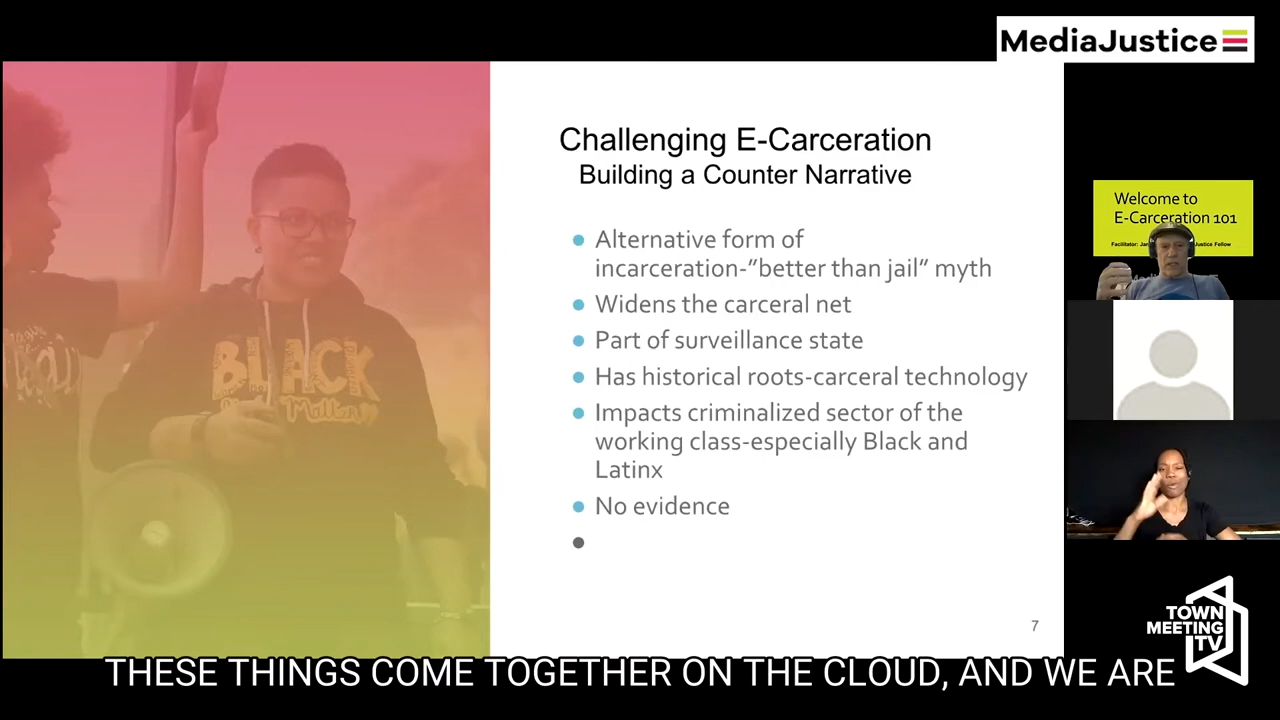 MediaJustice
Challenging E-Carceration
Building a Counter Narrative
Alternative form of
incarceration-”better than jail” myth
Widens the carceral net
Part of surveillance state
Has historical roots-carceral technology
Impacts criminalized sector of the
working class-especially Black and
Latinx
No evidence
7
BLACK
Matter
Welcome to
E-Carceration 101
Facilitator:
Justice Fellow
TOWN
MEETING
TV
THESE THINGS COME TOGETHER ON THE CLOUD, AND WE ARE